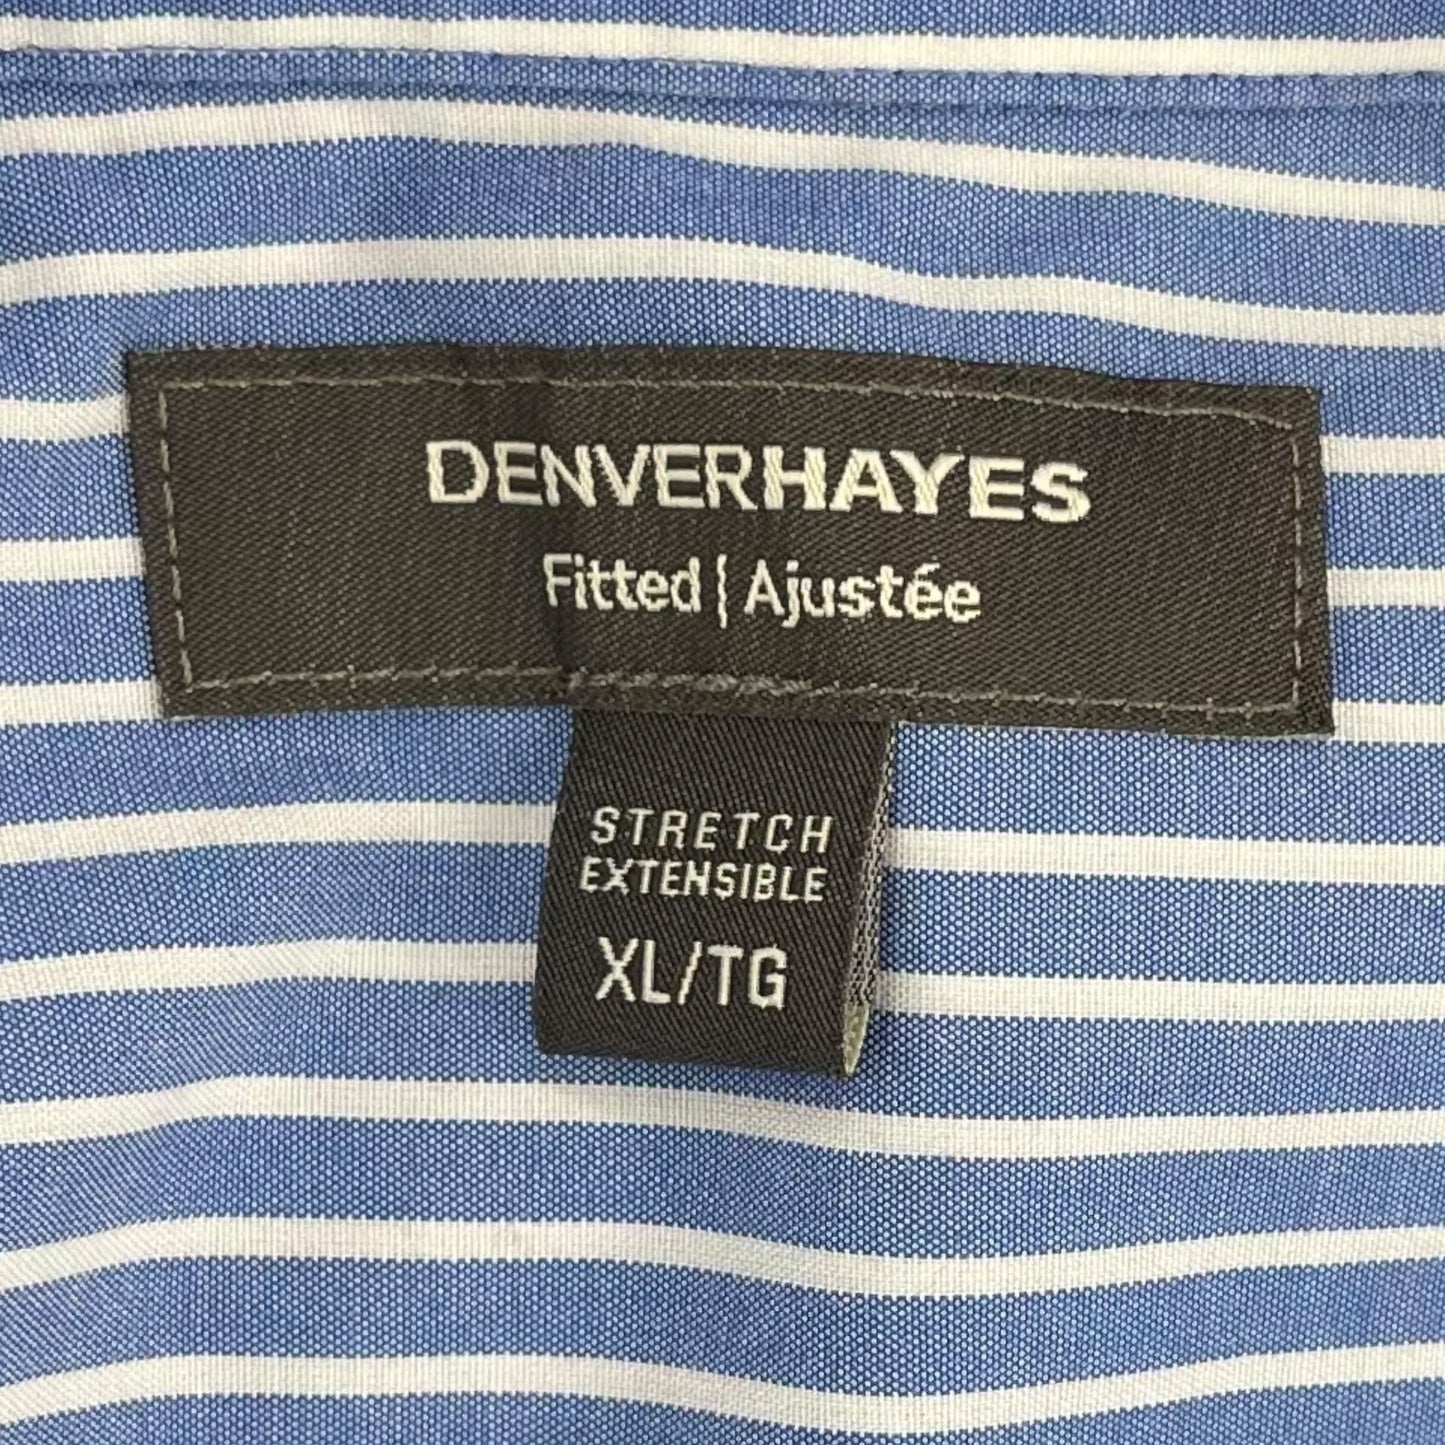 DENVERHAYES
Fitted | Ajustée
STRETCH
EXTENSIBLE
XL/TG